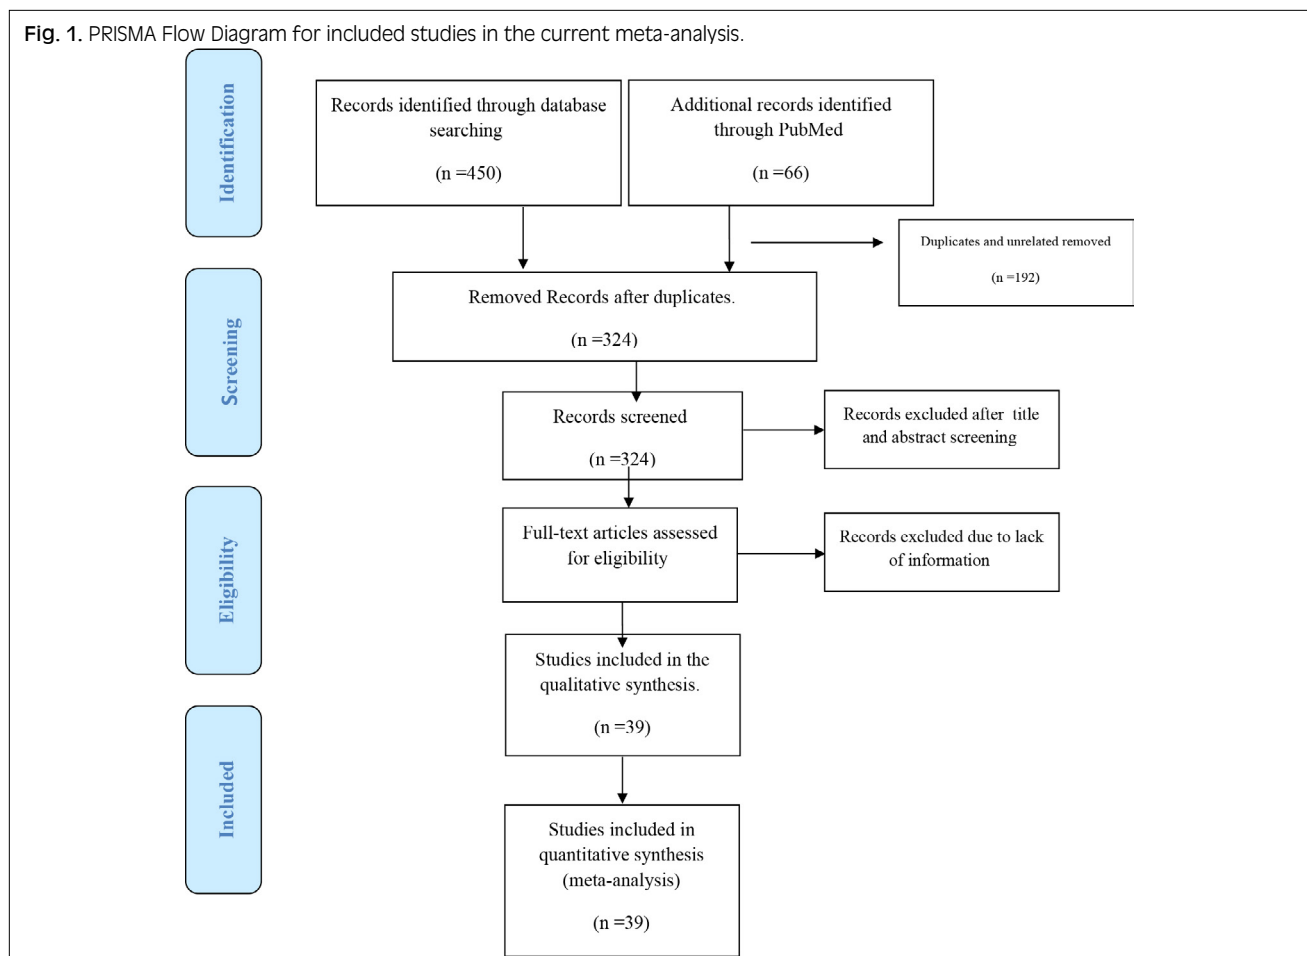 Fig. 1. PRISMA Flow Diagram for included studies in the current meta-analysis.
Identification
Records identified through database
searching
(n =450)
Additional records identified
through PubMed
(n =66)
Duplicates and unrelated removed
(n =192)
Screening
Removed Records after duplicates.
(n =324)
Records screened
(n =324)
Records excluded after title
and abstract screening
Eligibility
Full-text articles assessed
for eligibility
Records excluded due to lack
of information
Studies included in the
qualitative synthesis.
(n =39)
Included
Studies included in
quantitative synthesis
(meta-analysis)
(n =39)